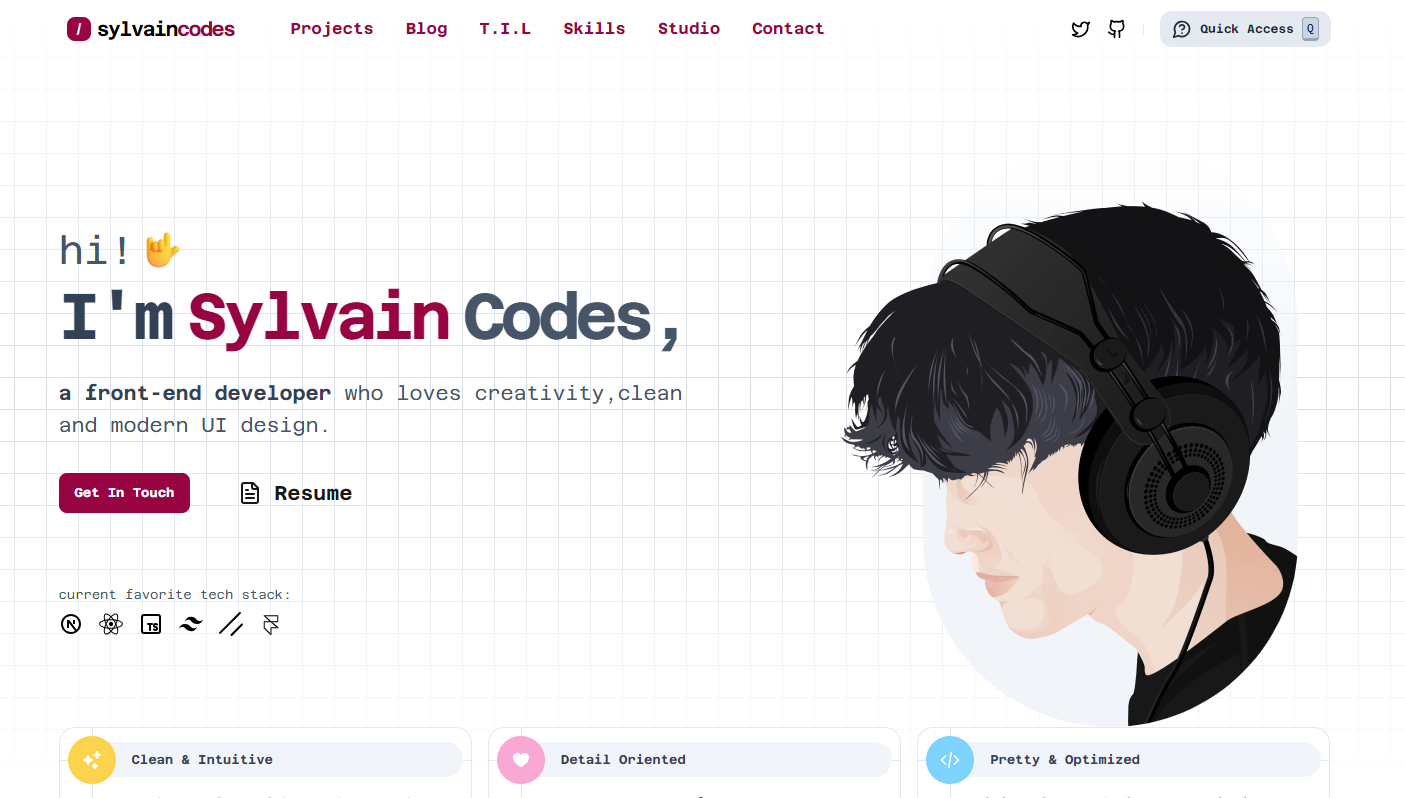 / sylvaincodes
Projects Blog T.I.L Skills Studio Contact
Quick Access Q
hi!
I'm Sylvain Codes,
a front-end developer who loves creativity,clean
and modern UI design.
Get In Touch
Resume
current favorite tech stack:
N TS
Clean & Intuitive
Detail Oriented
Pretty & Optimized